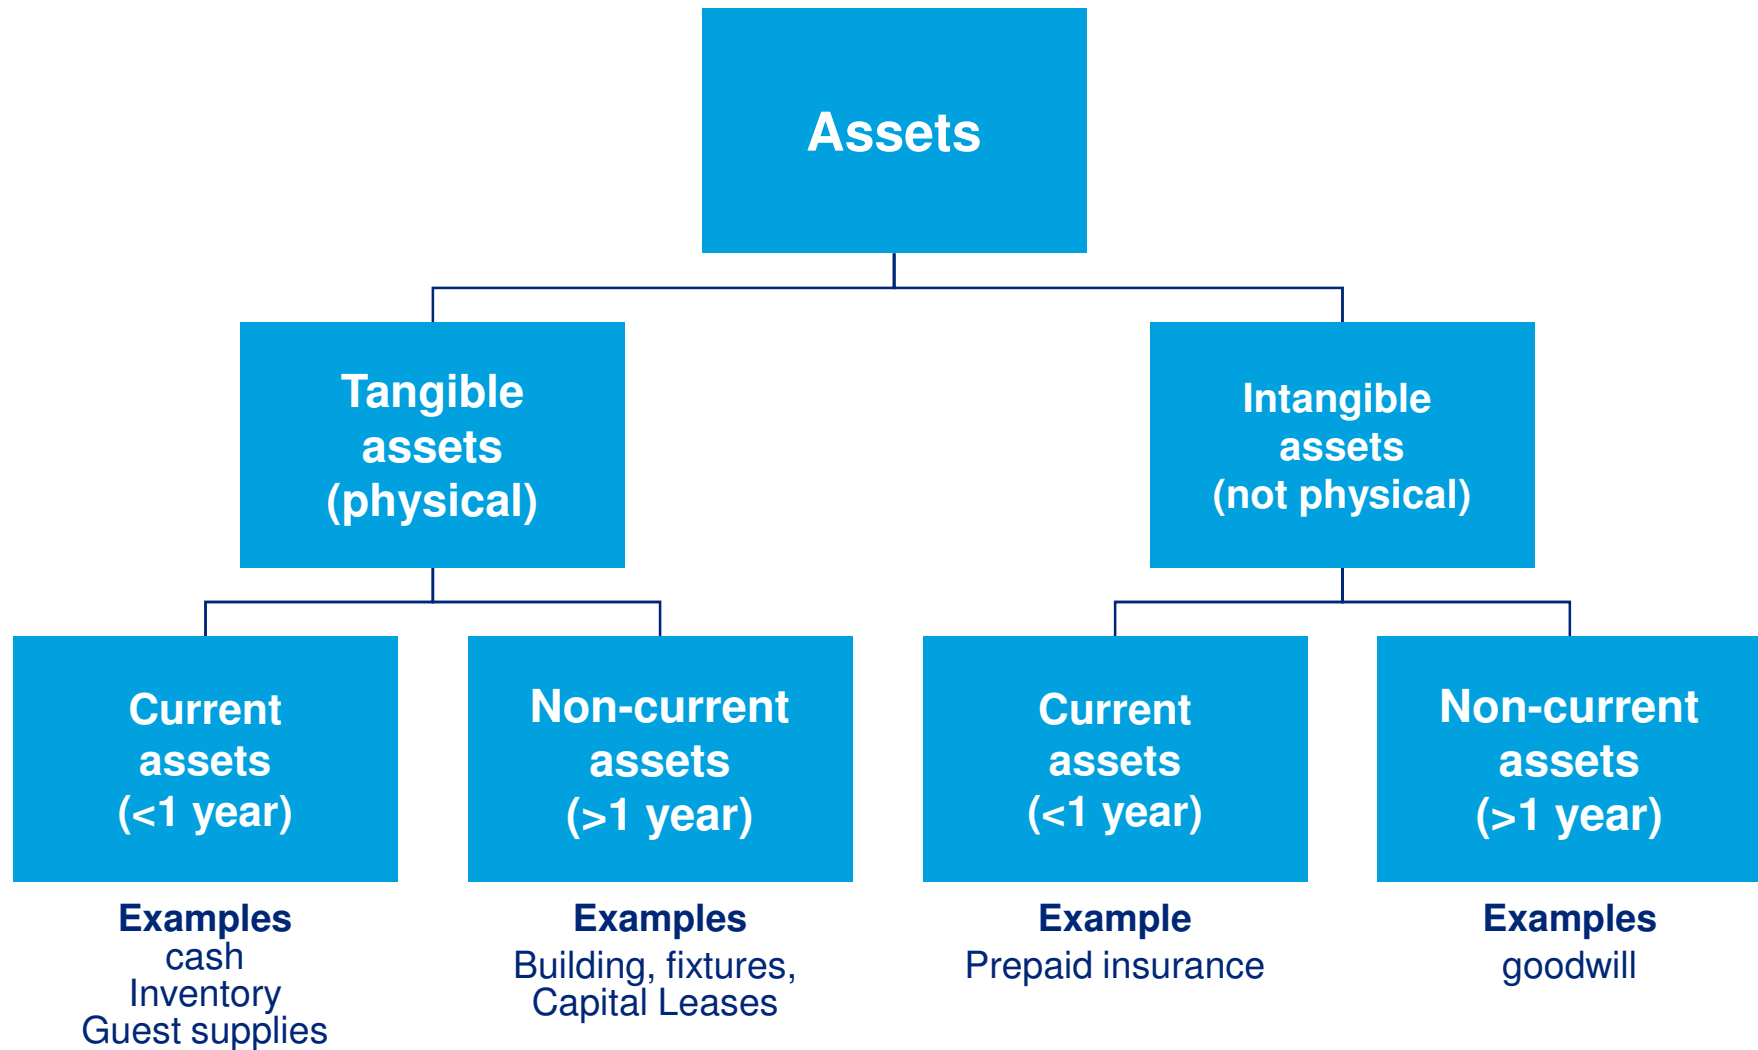 Assets
Tangible
assets
(physical)
Intangible
assets
(not physical)
Current
assets
(<1 year)
Non-current
assets
(>1 year)
Current
assets
(<1 year)
Non-current
assets
(>1 year)
Examples
cash
Inventory
Guest supplies
Examples
Building, fixtures,
Capital Leases
Example
Prepaid insurance
Examples
goodwill